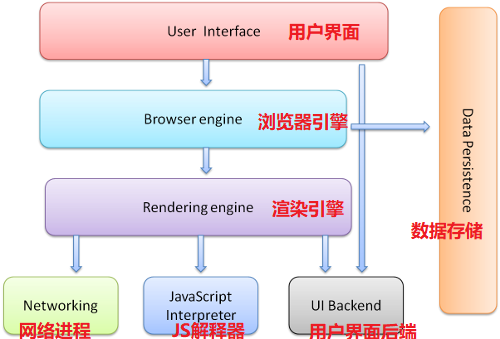 User Interface 用户界面
Browser engine 浏览器引擎
Rendering engine 渲染引擎
Data Persistence
数据存储
Networking
网络进程
JavaScript
Interpreter
JS解释器
UI Backend
用户界面后端